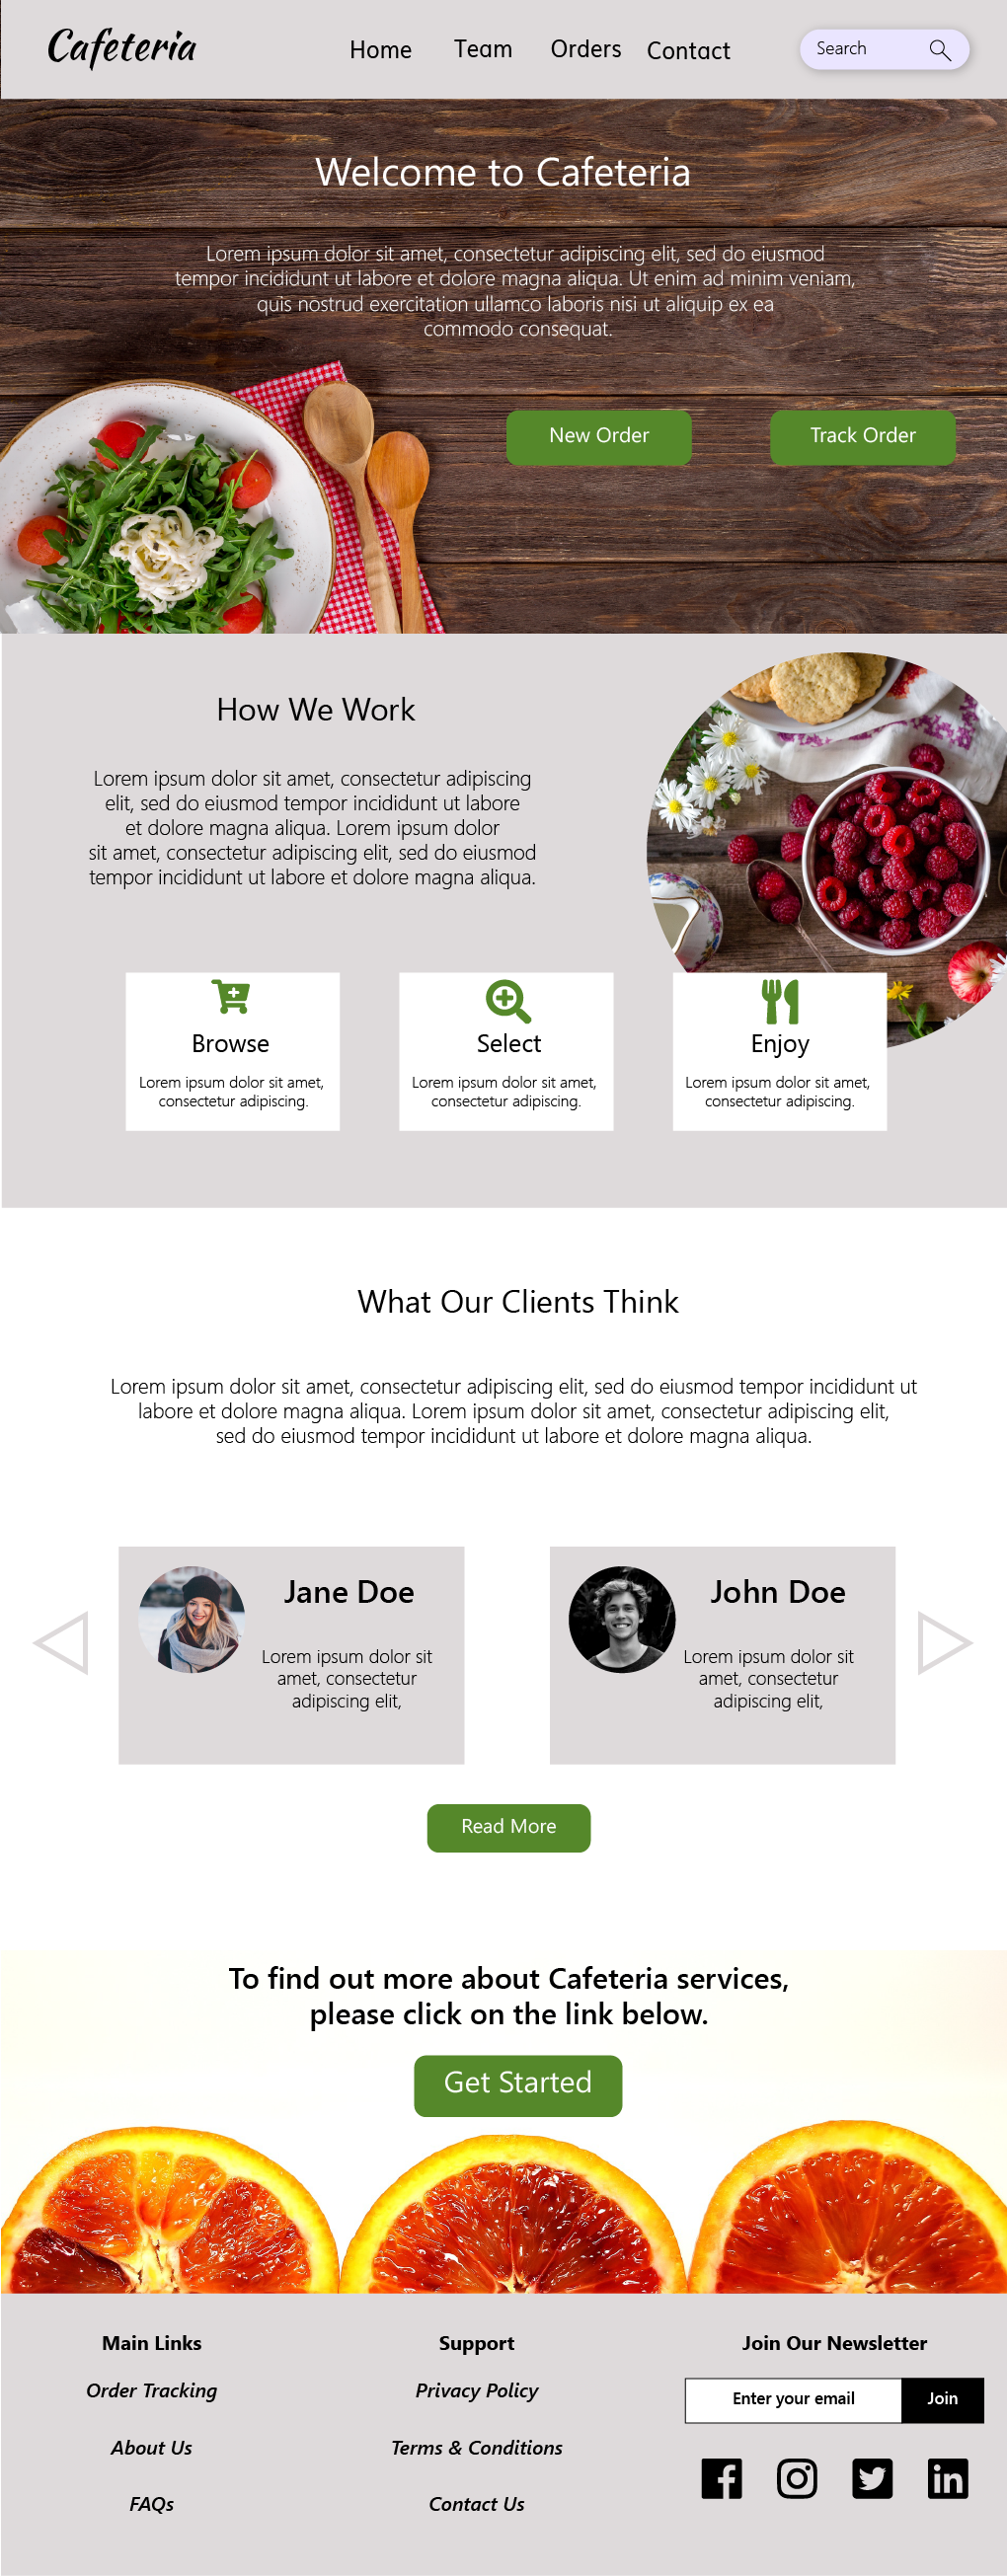 Cafeteria
Home Team Orders Contact
Search
Welcome to Cafeteria
Lorem ipsum dolor sit amet, consectetur adipiscing elit, sed do eiusmod
tempor incididunt ut labore et dolore magna aliqua. Ut enim ad minim veniam,
quis nostrud exercitation ullamco laboris nisi ut aliquip ex ea
commodo consequat.
New Order
Track Order
How We Work
Lorem ipsum dolor sit amet, consectetur adipiscing
elit, sed do eiusmod tempor incididunt ut labore
et dolore magna aliqua. Lorem ipsum dolor
sit amet, consectetur adipiscing elit, sed do eiusmod
tempor incididunt ut labore et dolore magna aliqua.
Browse
Lorem ipsum dolor sit amet,
consectetur adipiscing.
Select
Lorem ipsum dolor sit amet,
consectetur adipiscing.
Enjoy
Lorem ipsum dolor sit amet,
consectetur adipiscing.
What Our Clients Think
Lorem ipsum dolor sit amet, consectetur adipiscing elit, sed do eiusmod tempor incididunt ut
labore et dolore magna aliqua. Lorem ipsum dolor sit amet, consectetur adipiscing elit,
sed do eiusmod tempor incididunt ut labore et dolore magna aliqua.
Jane Doe
Lorem ipsum dolor sit
amet, consectetur
adipiscing elit,
John Doe
Lorem ipsum dolor sit
amet, consectetur
adipiscing elit,
Read More
To find out more about Cafeteria services,
please click on the link below.
Get Started
Main Links
Order Tracking
About Us
FAQs
Support
Privacy Policy
Terms & Conditions
Contact Us
Join Our Newsletter
Enter your email
Join